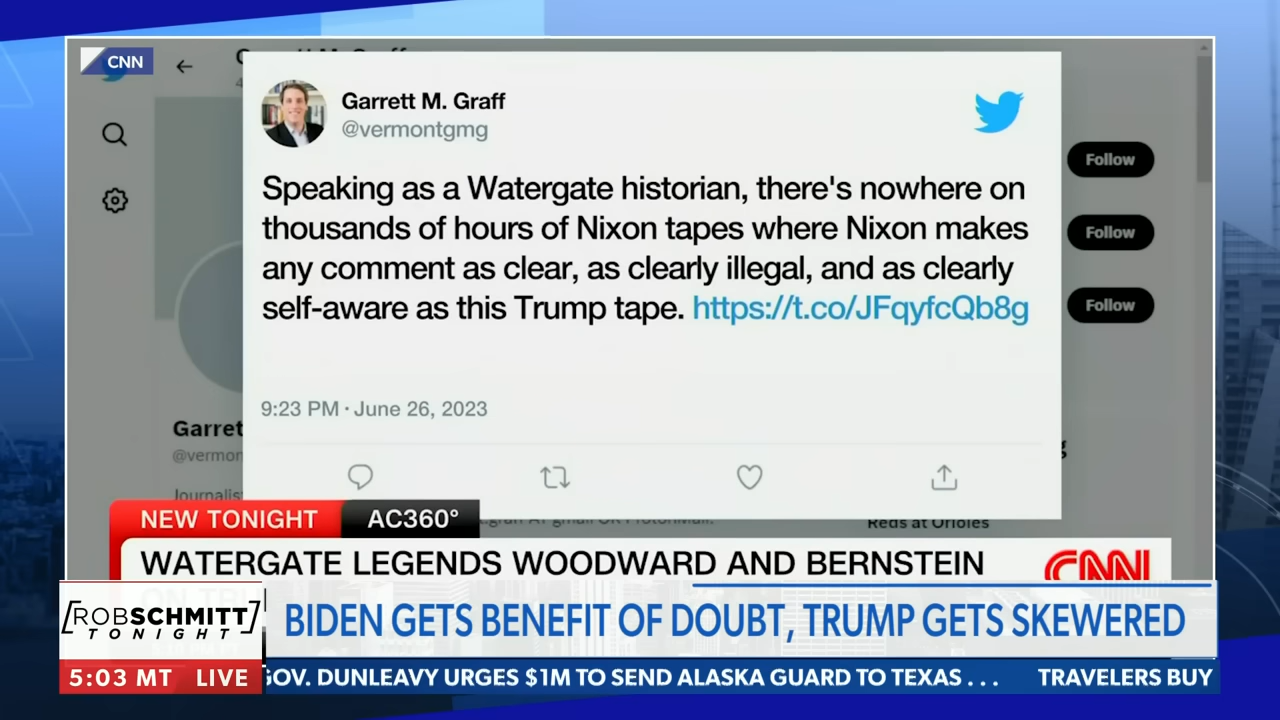 CNN
Garrett M. Graff
@vermontgmg
Speaking as a Watergate historian, there's nowhere on
thousands of hours of Nixon tapes where Nixon makes
any comment as clear, as clearly illegal, and as clearly
self-aware as this Trump tape. https://t.co/JFqyfcQb8g
9:23 PM · June 26, 2023
Follow
Follow
Follow
Garret
@vermon
Journalis
Reds at Orioles
NEW TONIGHT AC360°
WATERGATE LEGENDS WOODWARD AND BERNSTEIN
CNN
[ROBSCHMITT]
TONIGHT
BIDEN GETS BENEFIT OF DOUBT, TRUMP GETS SKEWERED
5:03 MT LIVE
GOV. DUNLEAVY URGES $1M TO SEND ALASKA GUARD TO TEXAS . . . TRAVELERS BUY